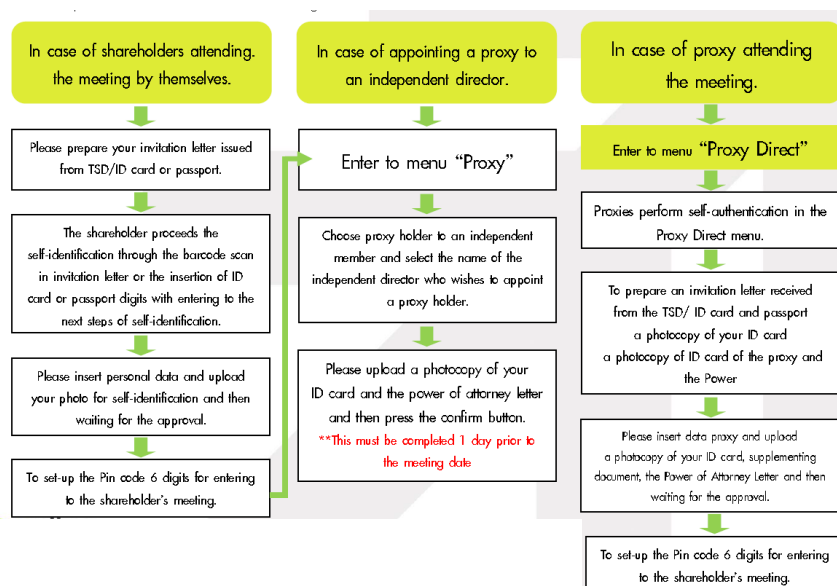 In case of shareholders attending.
the meeting by themselves.
Please prepare your invitation letter issued
from TSD/ID card or passport.
The shareholder proceeds the
self-identification through the barcode scan
in invitation letter or the insertion of ID
card or passport digits with entering to the
next steps of self-identification.
Please insert personal data and upload
your photo for self-identification and then
waiting for the approval.
To set-up the Pin code 6 digits for entering
to the shareholder's meeting.
In case of appointing a proxy to
an independent director.
Enter to menu “Proxy”
Choose proxy holder to an independent
member and select the name of the
independent director who wishes to appoint
a proxy holder.
Please upload a photocopy of your
ID card and the power of attorney letter
and then press the confirm button.
**This must be completed 1 day prior to
the meeting date
In case of proxy attending
the meeting.
Enter to menu “Proxy Direct”
Proxies perform self-authentication in the
Proxy Direct menu.
To prepare an invitation letter received
from the TSD/ ID card and passport
a photocopy of your ID card
a photocopy of ID card of the proxy and
the Power
Please insert data proxy and upload
a photocopy of your ID card, supplementing
document, the Power of Attorney Letter and then
waiting for the approval.
To set-up the Pin code 6 digits for entering
to the shareholder's meeting.